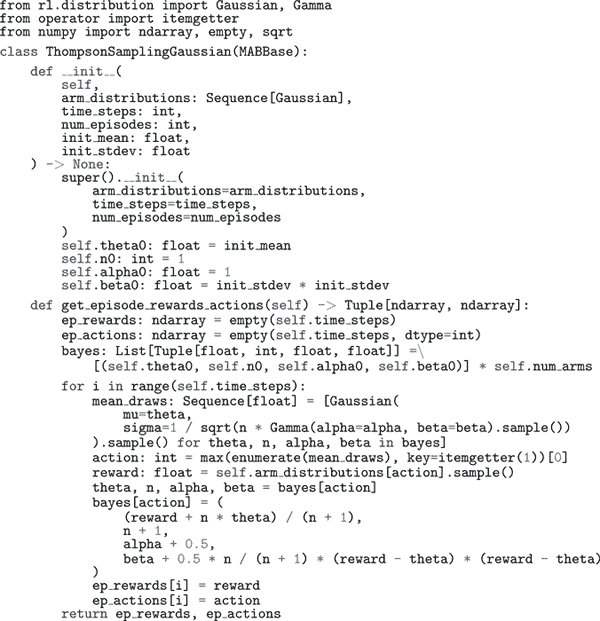 from rl.distribution import Gaussian, Gamma
from operator import itemgetter
from numpy import ndarray, empty, sqrt
class ThompsonSamplingGaussian(MABBase):
    def __init__(
        self,
        arm_distributions: Sequence[Gaussian],
        time_steps: int,
        num_episodes: int,
        init_mean: float,
        init_stdev: float
    ) -> None:
        super().__init__(
            arm_distributions=arm_distributions,
            time_steps=time_steps,
            num_episodes=num_episodes
        )
        self.theta0: float = init_mean
        self.n0: int = 1
        self.alpha0: float = 1
        self.beta0: float = init_stdev * init_stdev
    def get_episode_rewards_actions(self) -> Tuple[ndarray, ndarray]:
        ep_rewards: ndarray = empty(self.time_steps)
        ep_actions: ndarray = empty(self.time_steps, dtype=int)
        bayes: List[Tuple[float, int, float, float]] =\
            [(self.theta0, self.n0, self.alpha0, self.beta0)] * self.num_arms
        for i in range(self.time_steps):
            mean_draws: Sequence[float] = [Gaussian(
                mu=theta,
                sigma=1 / sqrt(n * Gamma(alpha=alpha, beta=beta).sample())
            ).sample() for theta, n, alpha, beta in bayes]
            action: int = max(enumerate(mean_draws), key=itemgetter(1))[0]
            reward: float = self.arm_distributions[action].sample()
            theta, n, alpha, beta = bayes[action]
            bayes[action] = (
                (reward + n * theta) / (n + 1),
                n + 1,
                alpha + 0.5,
                beta + 0.5 * n / (n + 1) * (reward - theta) * (reward - theta)
            )
            ep_rewards[i] = reward
            ep_actions[i] = action
        return ep_rewards, ep_actions